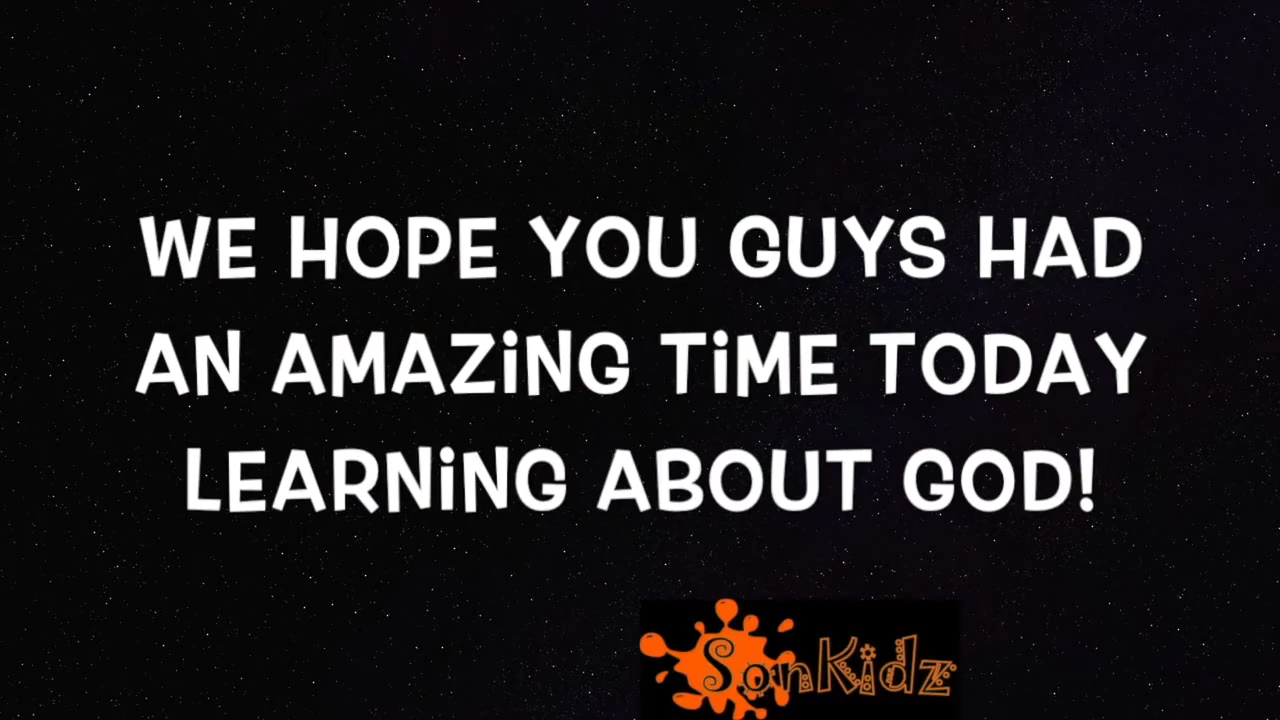 WE HOPE YOU GUYS HAD
AN AMAZiNG TiME TODAY
LEARNiNG ABOUT GOD!
SonKidz